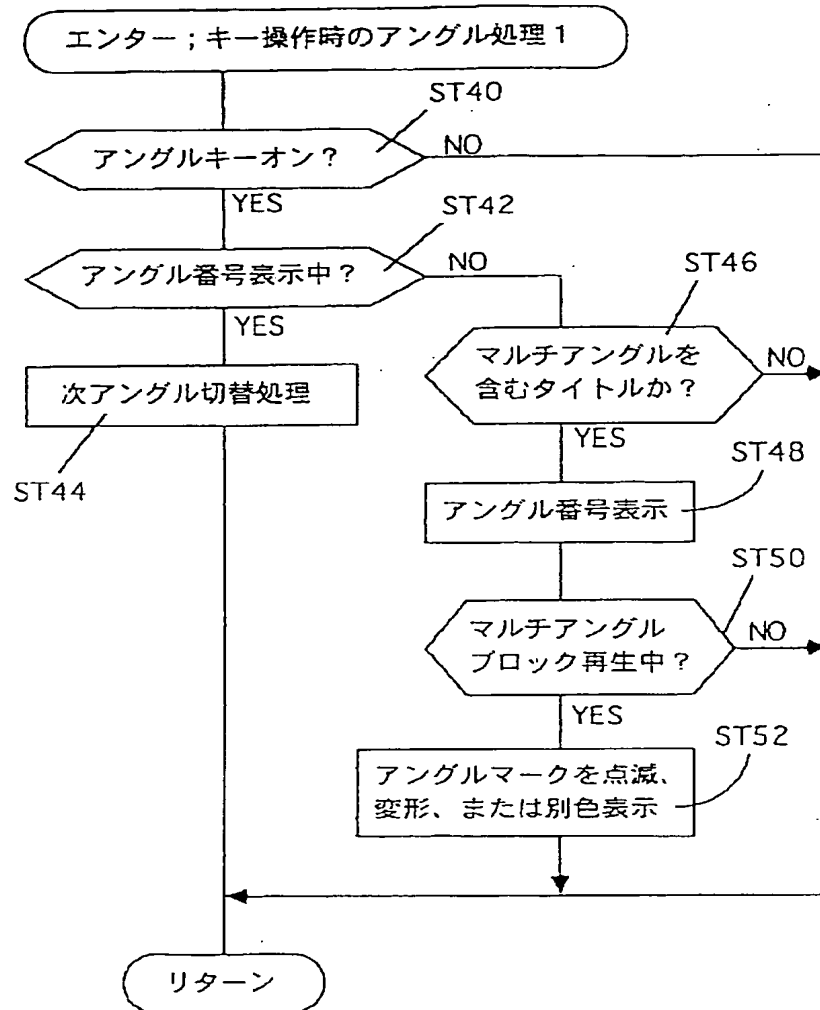 エンター；キー操作時のアングル処理1
ST40
アングルキーオン？
NO
YES
ST42
アングル番号表示中？
NO
YES
ST46
マルチアングルを
含むタイトルか？
NO
YES
次アングル切替処理
ST44
ST48
アングル番号表示
ST50
マルチアングル
ブロック再生中？
NO
YES
ST52
アングルマークを点滅、
変形、または別色表示
リターン